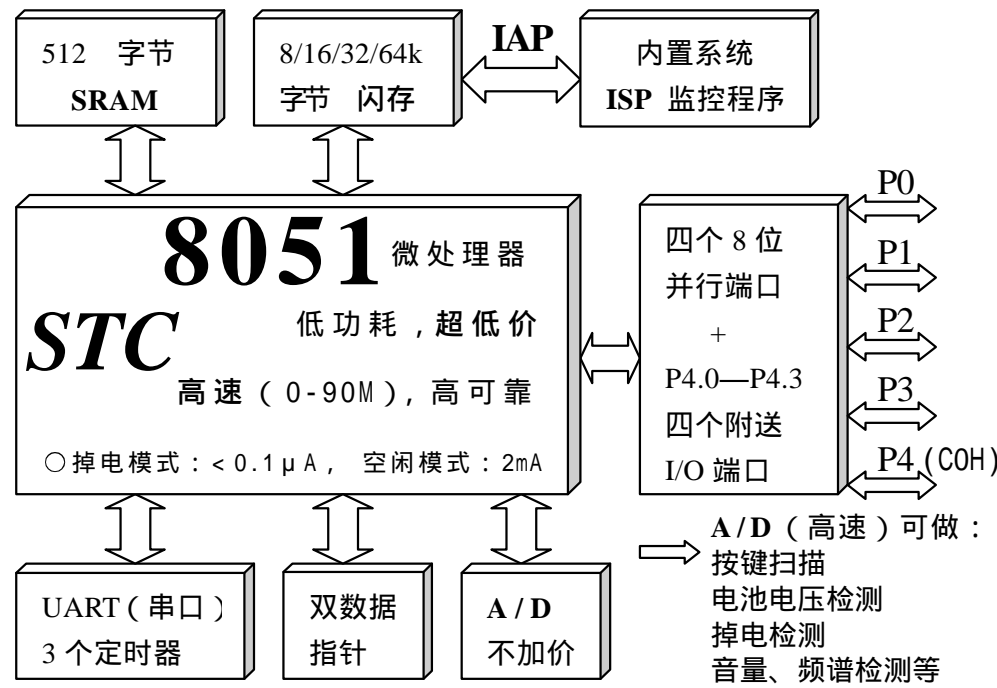 512 字节
SRAM
8/16/32/64k
字节 闪存
IAP
内置系统
ISP 监控程序
8051 微处理器
STC
低功耗，超低价
高速（0-90M），高可靠
○掉电模式：<0.1μA， 空闲模式：2mA
四个 8 位
并行端口
+
P4.0—P4.3
四个附送
I/O 端口
P0
P1
P2
P3
P4 (C0H)
UART（串口）
3 个定时器
双数据
指针
A / D
不加价
A / D（高速）可做：
按键扫描
电池电压检测
掉电检测
音量、频谱检测等